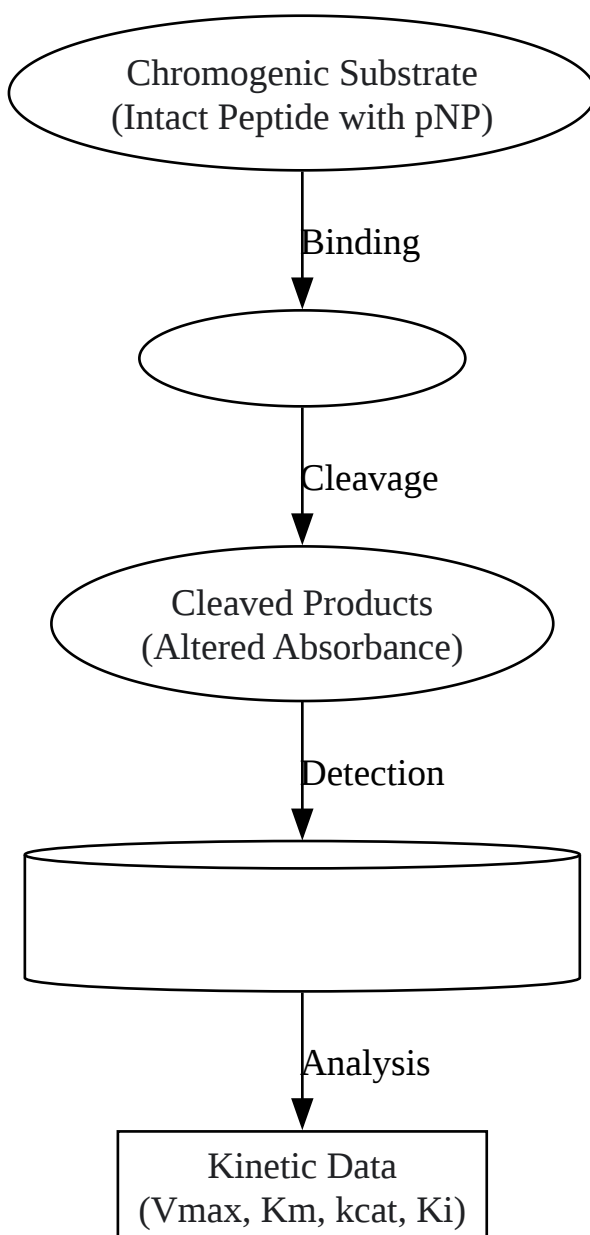 Chromogenic Substrate
(Intact Peptide with pNP)
Binding
Cleavage
Cleaved Products
(Altered Absorbance)
Detection
Analysis
Kinetic Data
(Vmax, Km, kcat, Ki)